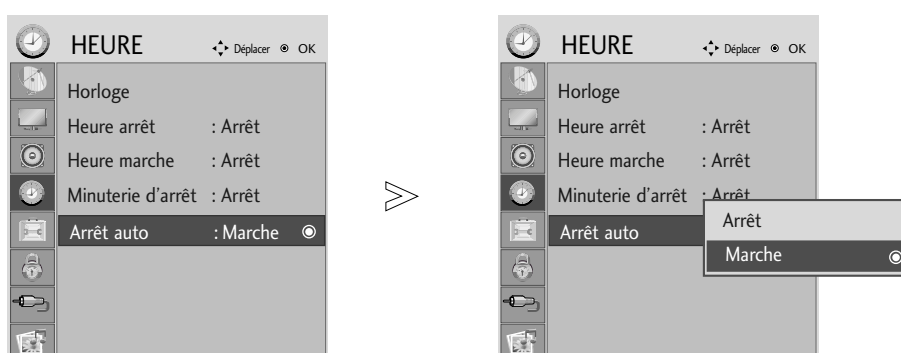 HEURE Déplacer OK
Horloge
Heure arrêt : Arrêt
Heure marche : Arrêt
Minuterie d'arrêt : Arrêt
Arrêt auto : Marche
>
HEURE Déplacer OK
Horloge
Heure arrêt : Arrêt
Heure marche : Arrêt
Minuterie d'arrêt : Arrêt
Arrêt auto
Arrêt
Marche